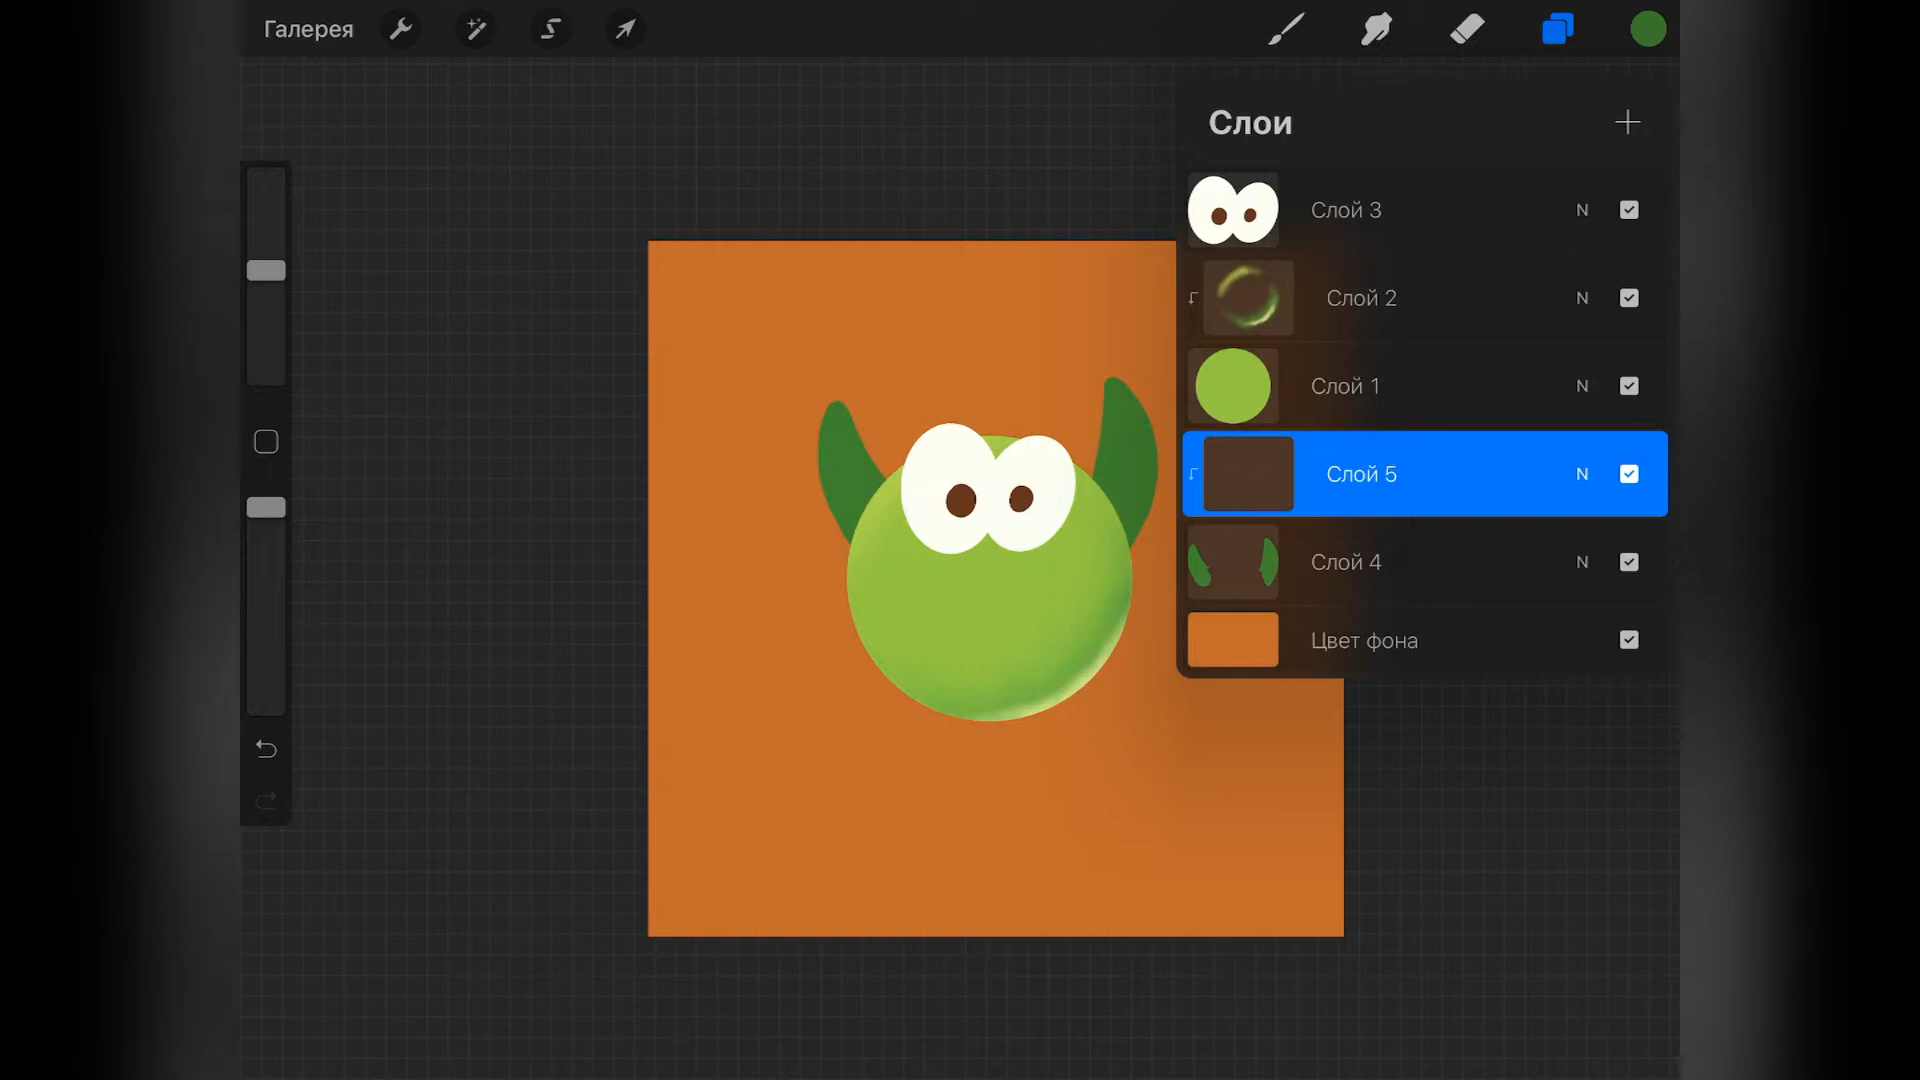 Галерея
Слои
Слой 3 N
Слой 2 N
Слой 1 N
Слой 5 N
Слой 4 N
Цвет фона